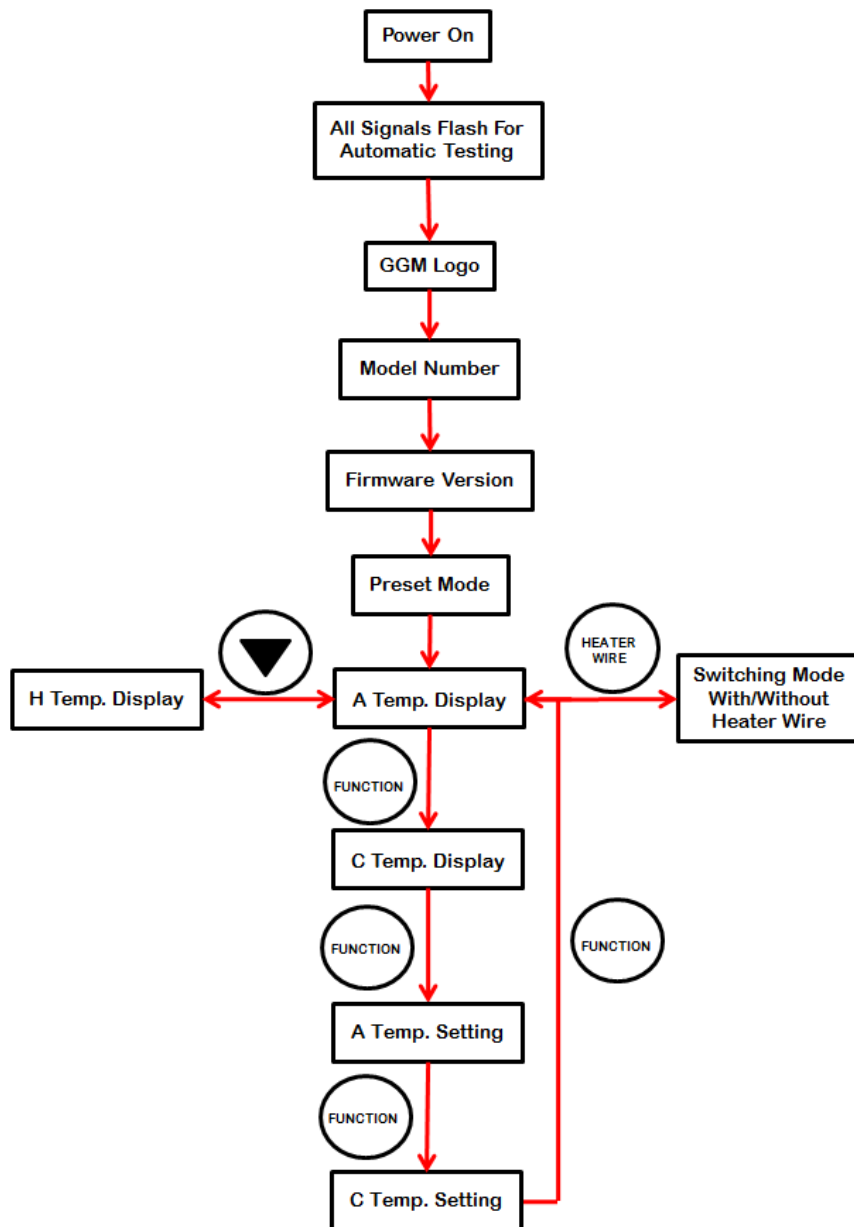 Power On
All Signals Flash For
Automatic Testing
GGM Logo
Model Number
Firmware Version
Preset Mode
HEATER
WIRE
H Temp. Display
A Temp. Display
Switching Mode
With/Without
Heater Wire
FUNCTION
C Temp. Display
FUNCTION
FUNCTION
A Temp. Setting
FUNCTION
C Temp. Setting